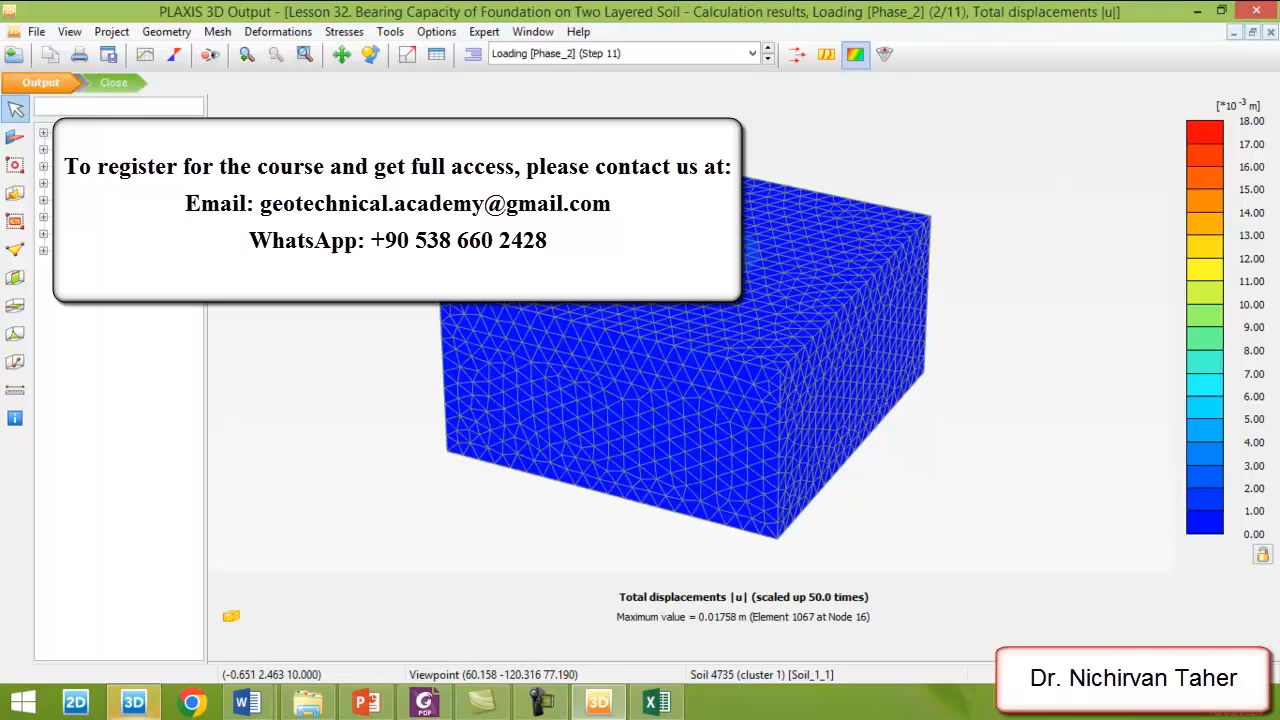 PLAXIS 3D Output - [Lesson 32. Bearing Capacity of Foundation on Two Layered Soil - Calculation results, Loading [Phase_2] (2/11), Total displacements |u|]
File View Project Geometry Mesh Deformations Stresses Tools Options Expert Window Help
Loading [Phase_2] (Step 11)
Output Close
[*10⁻³ m]
18.00
17.00
16.00
15.00
14.00
13.00
12.00
11.00
10.00
9.00
8.00
7.00
6.00
5.00
4.00
3.00
2.00
1.00
0.00
To register for the course and get full access, please contact us at:
Email: geotechnical.academy@gmail.com
WhatsApp: +90 538 660 2428
Total displacements |u| (scaled up 50.0 times)
Maximum value = 0.01758 m (Element 1067 at Node 16)
(-0.651 2.463 10.000) Viewpoint (60.158 -120.316 77.190) Soil 4735 (cluster 1) [Soil_1_1]
Dr. Nichirvan Taher
2D 3D PDF 3D